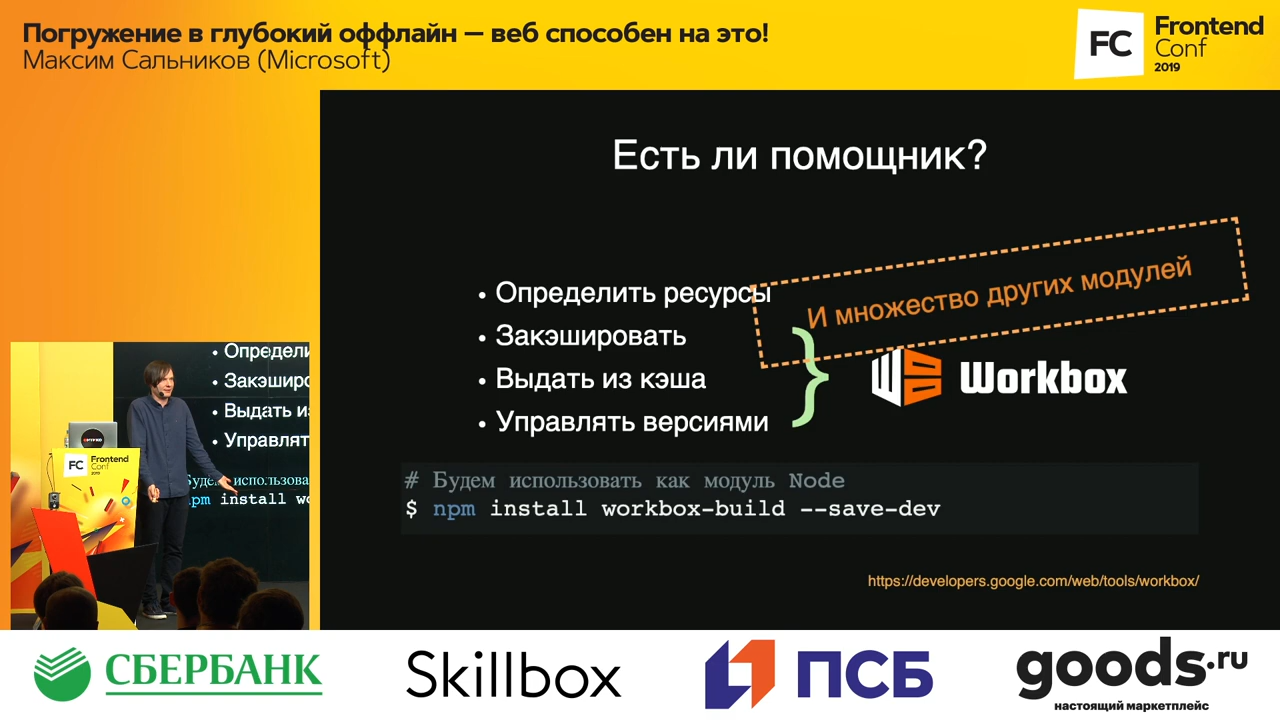 Погружение в глубокий оффлайн — веб способен на это!
Максим Сальников (Microsoft)
FC
Frontend
Conf
2019
Есть ли помощник?
И множество других модулей
• Определить ресурсы
• Закэшировать
• Выдать из кэша
• Управлять версиями
}
Workbox
# Будем использовать как модуль Node
$ npm install workbox-build --save-dev
https://developers.google.com/web/tools/workbox/
• Определи
• Закэширо
• Выдать из
• Управлят
Будем использова
npm install wo
FC
Frontend
Conf
2019
СБЕРБАНК
Skillbox
ПСБ
goods.ru
настоящий маркетплейс